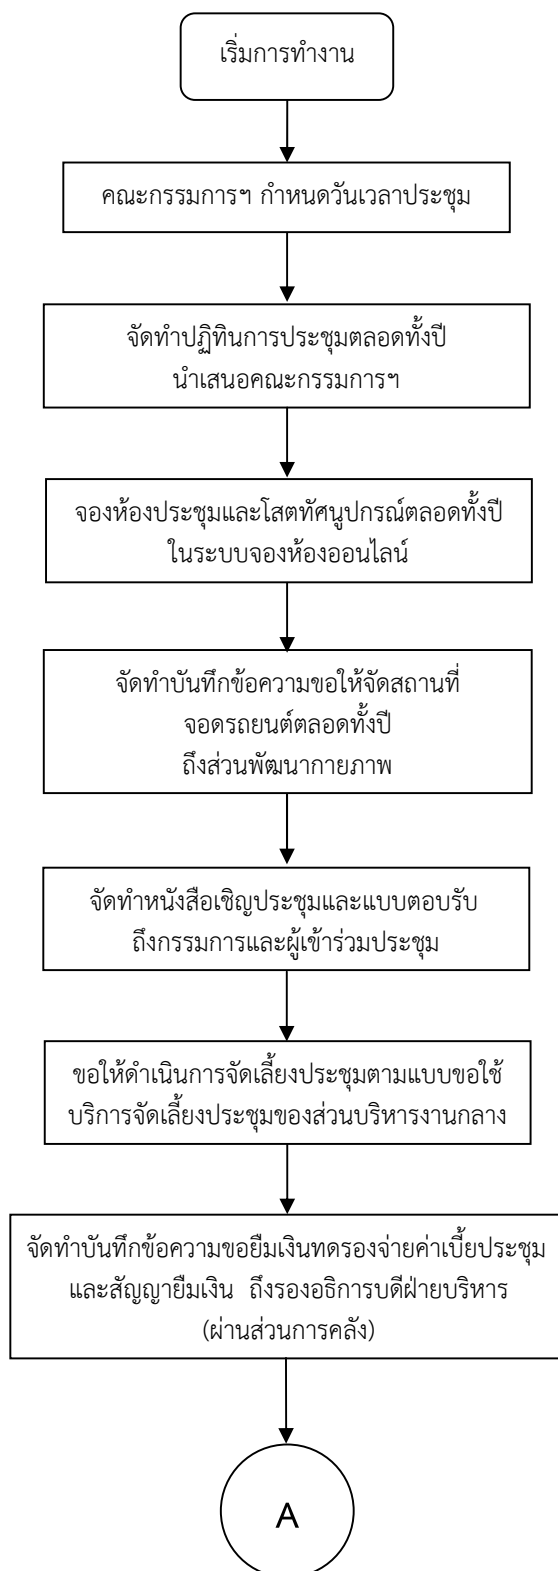 เริ่มการทำงาน
คณะกรรมการฯ กำหนดวันเวลาประชุม
จัดทำปฏิทินการประชุมตลอดทั้งปี
นำเสนอคณะกรรมการฯ
จองห้องประชุมและโสตทัศนูปกรณ์ตลอดทั้งปี
ในระบบจองห้องออนไลน์
จัดทำบันทึกข้อความขอให้จัดสถานที่
จอดรถยนต์ตลอดทั้งปี
ถึงส่วนพัฒนากายภาพ
จัดทำหนังสือเชิญประชุมและแบบตอบรับ
ถึงกรรมการและผู้เข้าร่วมประชุม
ขอให้ดำเนินการจัดเลี้ยงประชุมตามแบบขอใช้
บริการจัดเลี้ยงประชุมของส่วนบริหารงานกลาง
จัดทำบันทึกข้อความขอยืมเงินทดรองจ่ายค่าเบี้ยประชุม
และสัญญายืมเงิน ถึงรองอธิการบดีฝ่ายบริหาร
(ผ่านส่วนการคลัง)
A